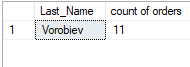 Last_Name count of orders
1 Vorobiev 11